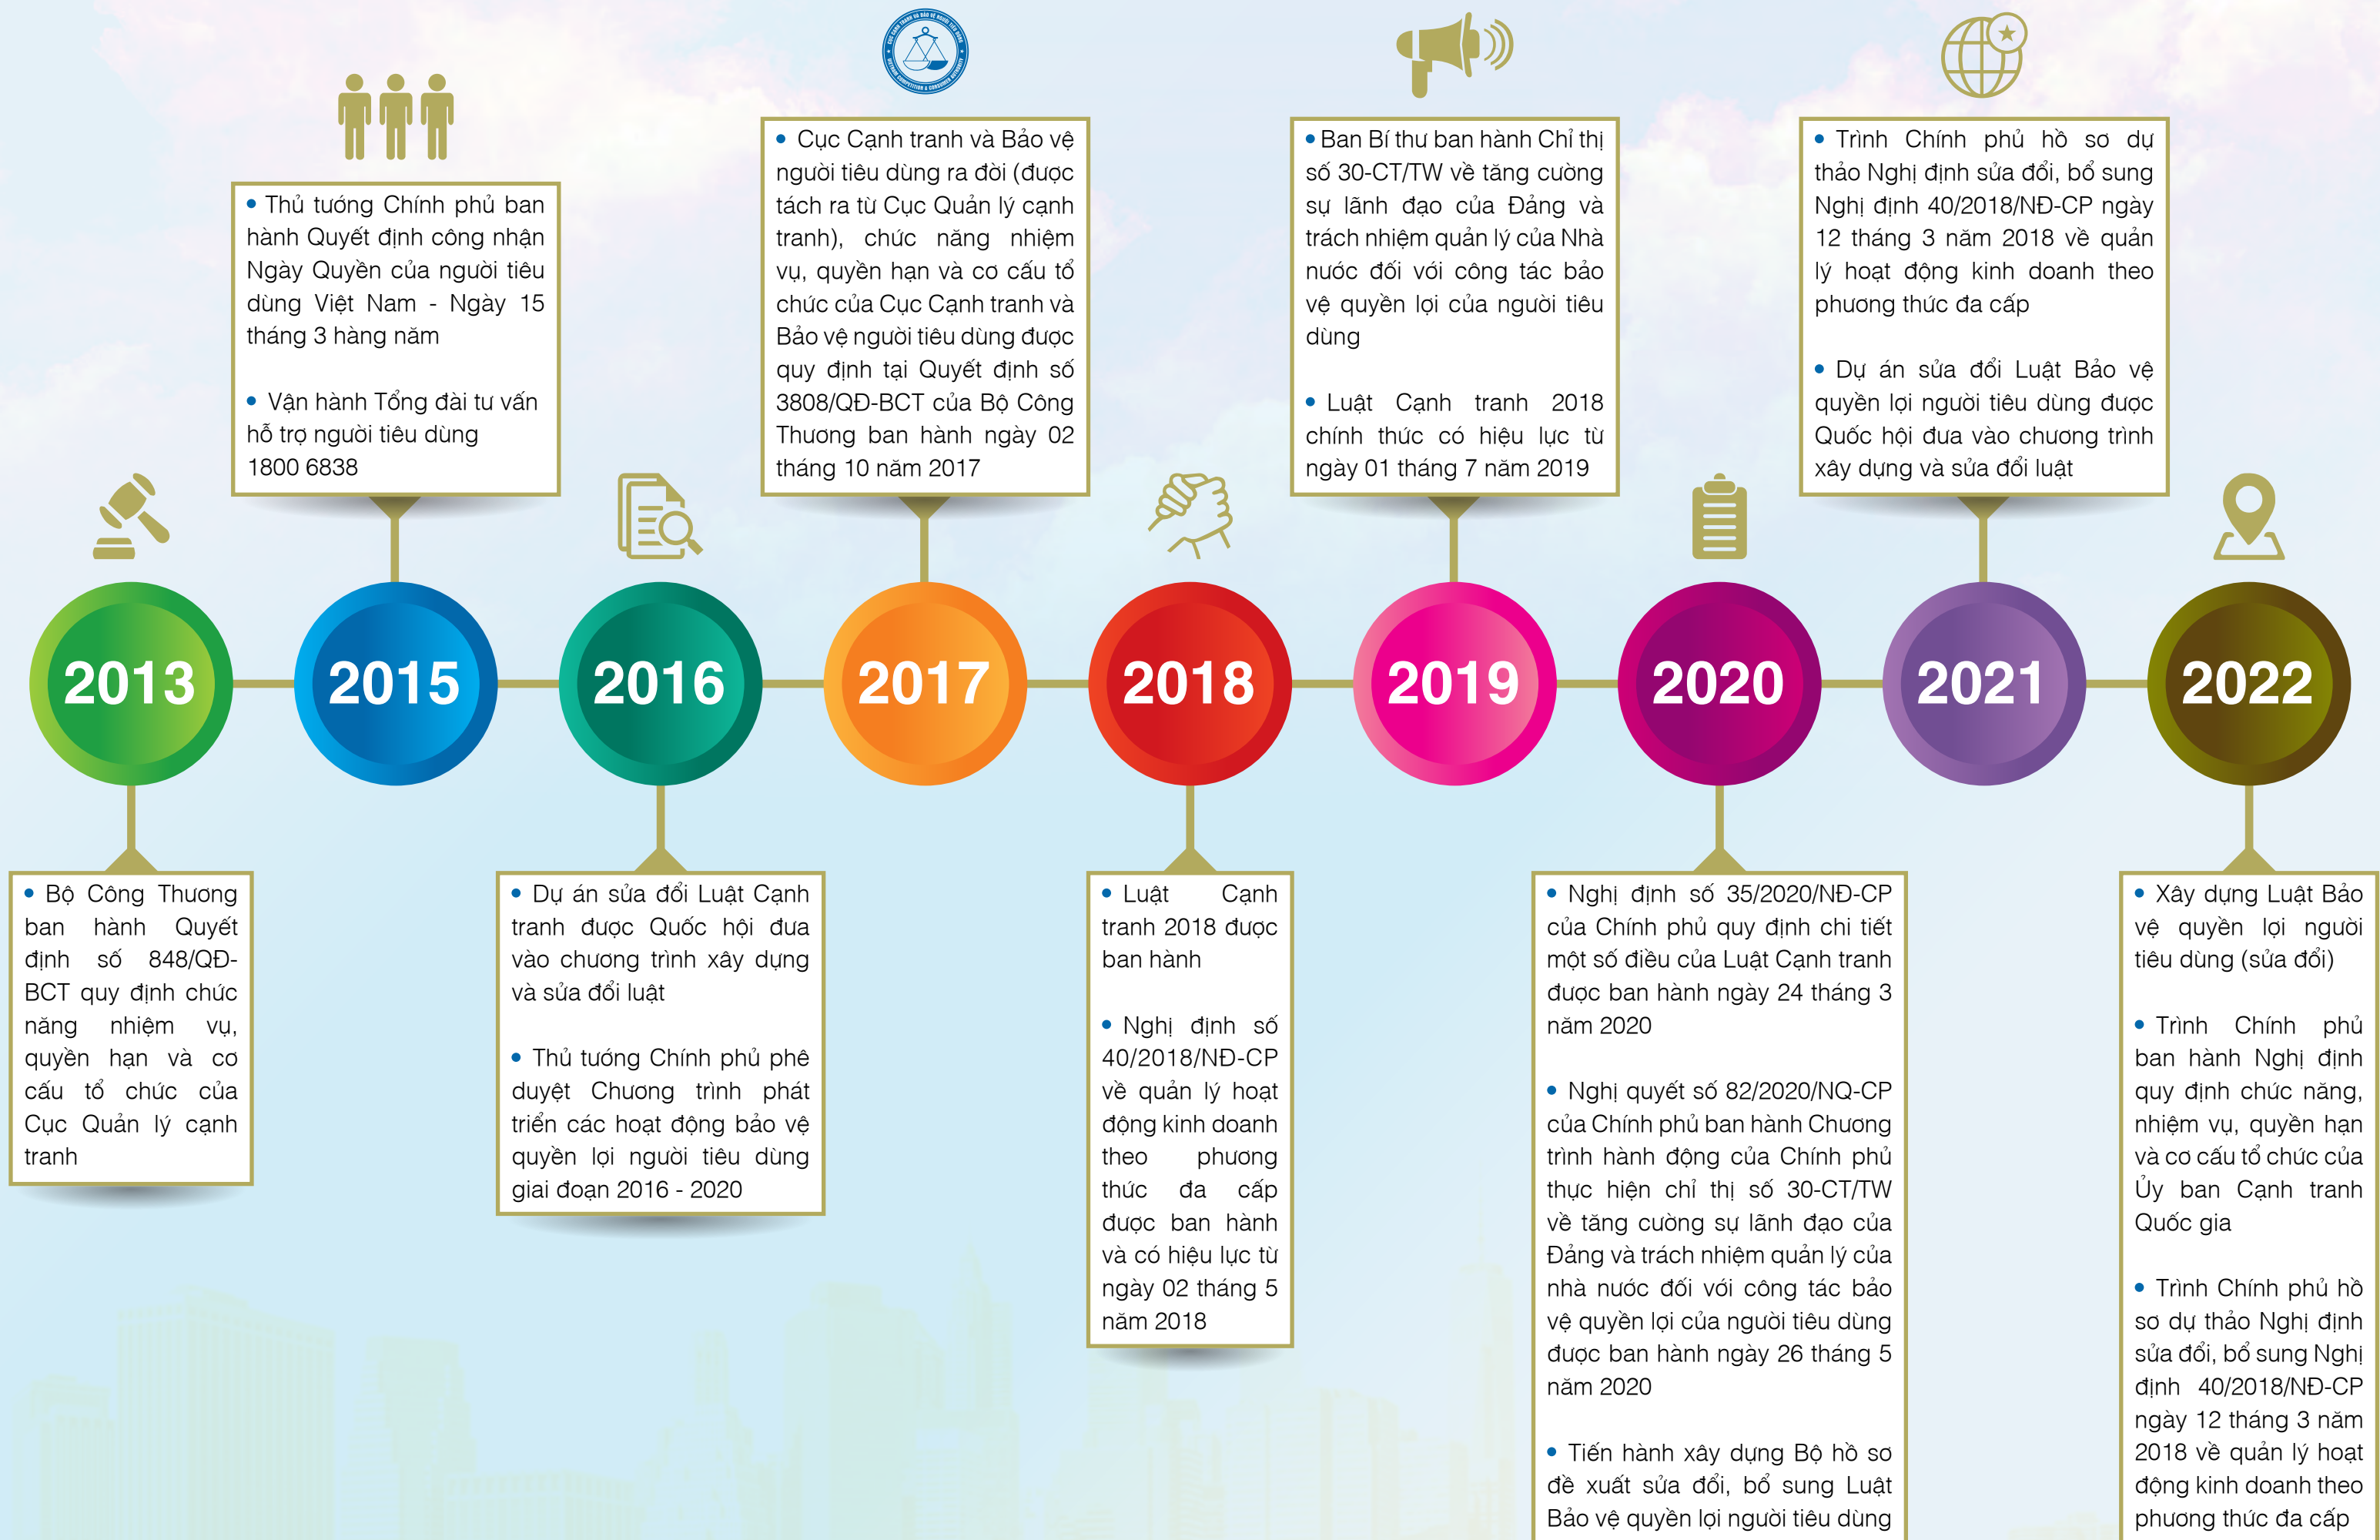 • Thủ tướng Chính phủ ban
hành Quyết định công nhận
Ngày Quyền của người tiêu
dùng Việt Nam - Ngày 15
tháng 3 hàng năm
• Vận hành Tổng đài tư vấn
hỗ trợ người tiêu dùng
1800 6838
• Cục Cạnh tranh và Bảo vệ
người tiêu dùng ra đời (được
tách ra từ Cục Quản lý cạnh
tranh), chức năng nhiệm
vụ, quyền hạn và cơ cấu tổ
chức của Cục Cạnh tranh và
Bảo vệ người tiêu dùng được
quy định tại Quyết định số
3808/QĐ-BCT của Bộ Công
Thương ban hành ngày 02
tháng 10 năm 2017
• Ban Bí thư ban hành Chỉ thị
số 30-CT/TW về tăng cường
sự lãnh đạo của Đảng và
trách nhiệm quản lý của Nhà
nước đối với công tác bảo
vệ quyền lợi của người tiêu
dùng
• Luật Cạnh tranh 2018
chính thức có hiệu lực từ
ngày 01 tháng 7 năm 2019
• Trình Chính phủ hồ sơ dự
thảo Nghị định sửa đổi, bổ sung
Nghị định 40/2018/NĐ-CP ngày
12 tháng 3 năm 2018 về quản
lý hoạt động kinh doanh theo
phương thức đa cấp
• Dự án sửa đổi Luật Bảo vệ
quyền lợi người tiêu dùng được
Quốc hội đưa vào chương trình
xây dựng và sửa đổi luật
2013
2015
2016
2017
2018
2019
2020
2021
2022
• Bộ Công Thương
ban hành Quyết
định số 848/QĐ-
BCT quy định chức
năng nhiệm vụ,
quyền hạn và cơ
cấu tổ chức của
Cục Quản lý cạnh
tranh
• Dự án sửa đổi Luật Cạnh
tranh được Quốc hội đưa
vào chương trình xây dựng
và sửa đổi luật
• Thủ tướng Chính phủ phê
duyệt Chương trình phát
triển các hoạt động bảo vệ
quyền lợi người tiêu dùng
giai đoạn 2016 - 2020
• Luật Cạnh
tranh 2018 được
ban hành
• Nghị định số
40/2018/NĐ-CP
về quản lý hoạt
động kinh doanh
theo phương
thức đa cấp
được ban hành
và có hiệu lực từ
ngày 02 tháng 5
năm 2018
• Nghị định số 35/2020/NĐ-CP
của Chính phủ quy định chi tiết
một số điều của Luật Cạnh tranh
được ban hành ngày 24 tháng 3
năm 2020
• Nghị quyết số 82/2020/NQ-CP
của Chính phủ ban hành Chương
trình hành động của Chính phủ
thực hiện chỉ thị số 30-CT/TW
về tăng cường sự lãnh đạo của
Đảng và trách nhiệm quản lý của
nhà nước đối với công tác bảo
vệ quyền lợi của người tiêu dùng
được ban hành ngày 26 tháng 5
năm 2020
• Tiến hành xây dựng Bộ hồ sơ
đề xuất sửa đổi, bổ sung Luật
Bảo vệ quyền lợi người tiêu dùng
• Xây dựng Luật Bảo
vệ quyền lợi người
tiêu dùng (sửa đổi)
• Trình Chính phủ
ban hành Nghị định
quy định chức năng,
nhiệm vụ, quyền hạn
và cơ cấu tổ chức của
Ủy ban Cạnh tranh
Quốc gia
• Trình Chính phủ hồ
sơ dự thảo Nghị định
sửa đổi, bổ sung Nghị
định 40/2018/NĐ-CP
ngày 12 tháng 3 năm
2018 về quản lý hoạt
động kinh doanh theo
phương thức đa cấp